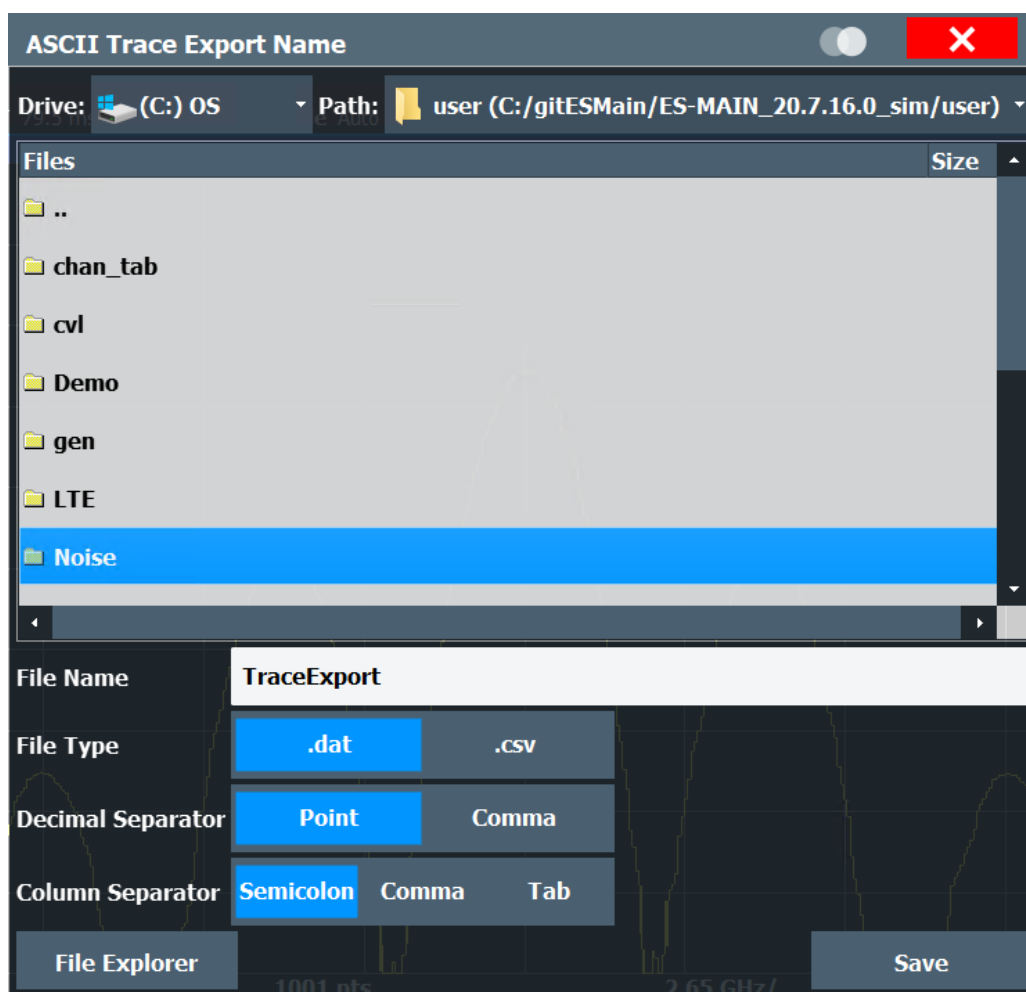 ASCII Trace Export Name
Drive: (C:) OS Path: user (C:/gitESMain/ES-MAIN_20.7.16.0_sim/user)
Files Size
..
chan_tab
cvl
Demo
gen
LTE
Noise
File Name TraceExport
File Type .dat .csv
Decimal Separator Point Comma
Column Separator Semicolon Comma Tab
File Explorer Save
1001 pts 2.65 GHz/